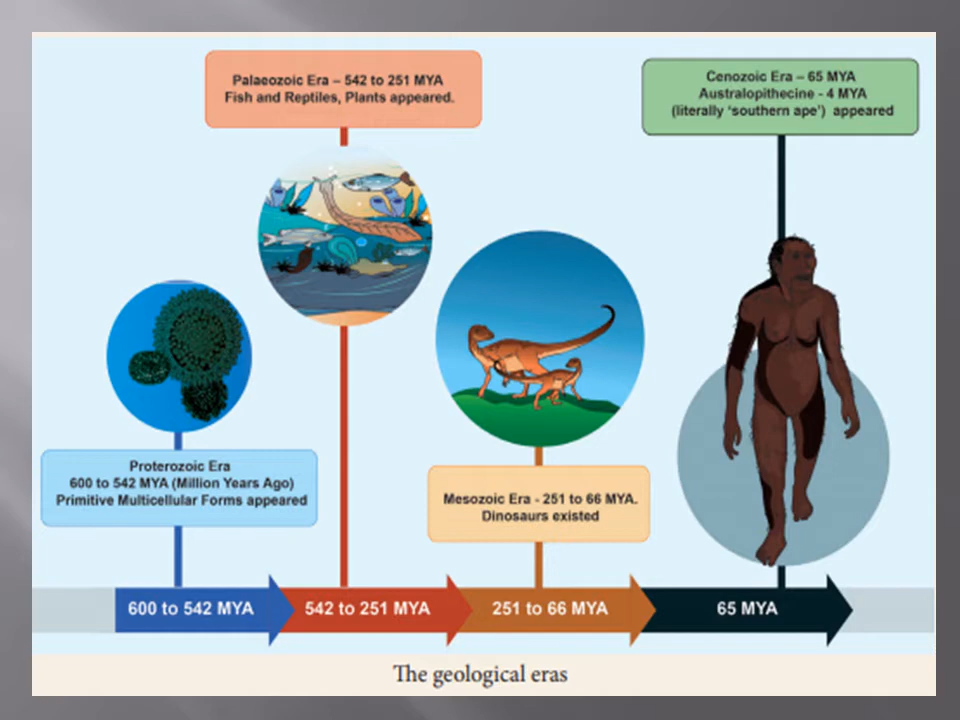 Palaeozoic Era – 542 to 251 MYA
Fish and Reptiles, Plants appeared.
Cenozoic Era – 65 MYA
Australopithecine - 4 MYA
(literally ‘southern ape’) appeared
Proterozoic Era
600 to 542 MYA (Million Years Ago)
Primitive Multicellular Forms appeared
Mesozoic Era - 251 to 66 MYA.
Dinosaurs existed
600 to 542 MYA
542 to 251 MYA
251 to 66 MYA
65 MYA
The geological eras